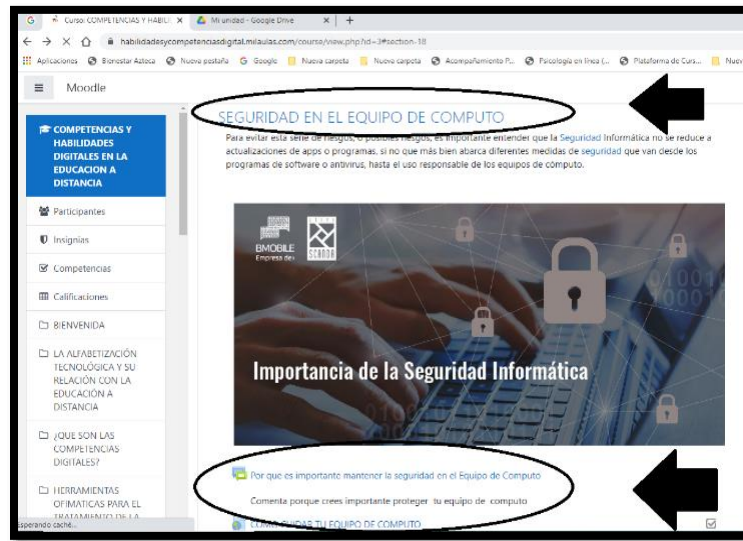 Curso: COMPETENCIAS Y HABILI
Mi unidad - Google Drive
habilidadesycompetenciasdigital.milaulas.com/course/view.php?id=3#section-18
Aplicaciones
Bienestar Azteca
Nueva pestaña
Google
Nueva carpeta
Nueva carpeta
Acompañamiento P...
Psicología en línea (...
Plataforma de Curs...
Nuev
Moodle
COMPETENCIAS Y
HABILIDADES
DIGITALES EN LA
EDUCACION A
DISTANCIA
Participantes
Insignias
Competencias
Calificaciones
BIENVENIDA
LA ALFABETIZACIÓN
TECNOLÓGICA Y SU
RELACIÓN CON LA
EDUCACIÓN A
DISTANCIA
¿QUE SON LAS
COMPETENCIAS
DIGITALES?
HERRAMIENTAS
OFIMATICAS PARA EL
TRATAMIENTO DE LA
Esperando caché...
SEGURIDAD EN EL EQUIPO DE COMPUTO
Para evitar esta serie de riesgos, o posibles riesgos, es importante entender que la Seguridad Informática no se reduce a
actualizaciones de apps o programas, si no que más bien abarca diferentes medidas de seguridad que van desde los
programas de software o antivirus, hasta el uso responsable de los equipos de cómputo.
BMOBILE
Empresa de:
SCANDA
Importancia de la Seguridad Informática
Por que es importante mantener la seguridad en el Equipo de Computo
Comenta porque crees importante proteger tu equipo de computo
COMO CUIDAR TU EQUIPO DE COMPUTO